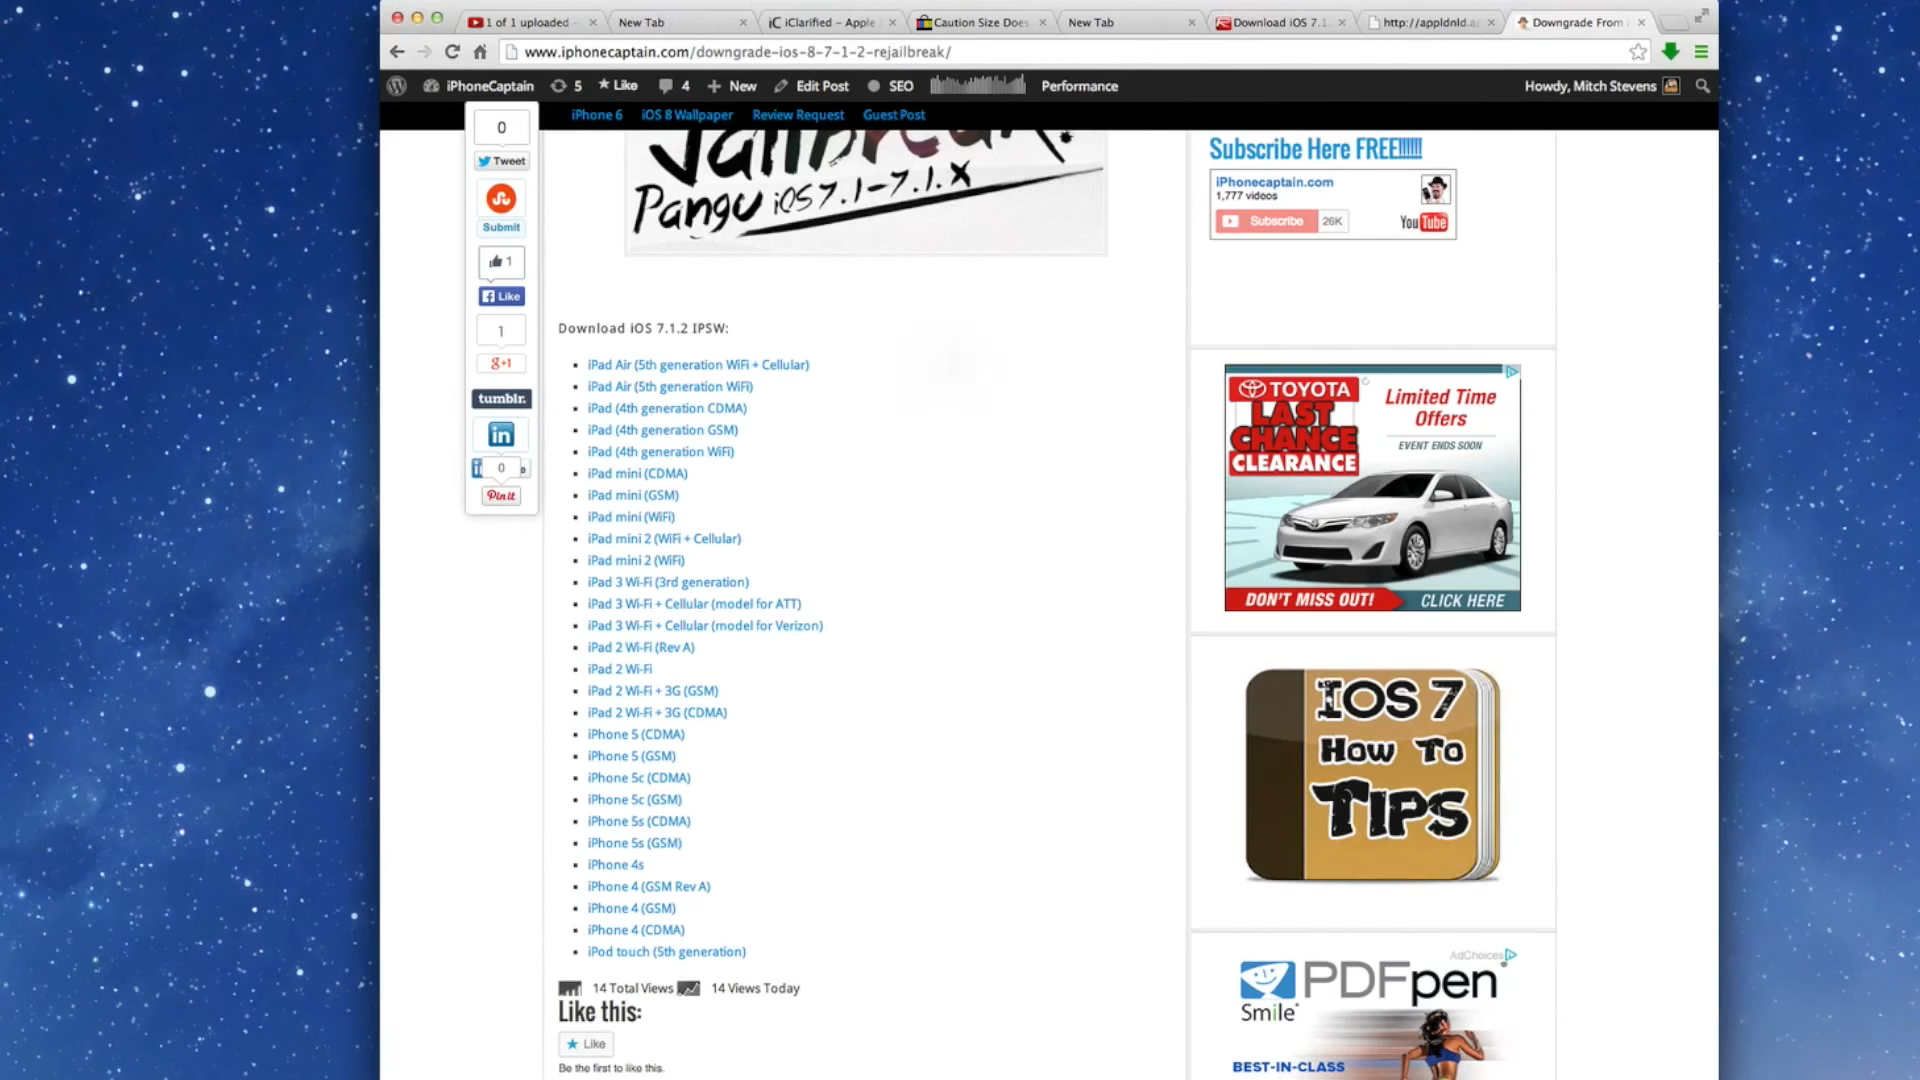 1 of 1 uploaded -
New Tab
iC iClarified - Apple
Caution Size Does
New Tab
Download iOS 7.1.
http://appldnld.a
Downgrade From
www.iphonecaptain.com/downgrade-ios-8-7-1-2-rejailbreak/
iPhoneCaptain 5 Like 4 New Edit Post SEO Performance
Howdy, Mitch Stevens
iPhone 6 iOS 8 Wallpaper Review Request Guest Post
0
Tweet
Submit
1
Like
1
g+1
tumblr.
in
0
Pin it
Jailbreak
Pangu iOS 7.1-7.1.X
Download iOS 7.1.2 IPSW:
iPad Air (5th generation WiFi + Cellular)
iPad Air (5th generation WiFi)
iPad (4th generation CDMA)
iPad (4th generation GSM)
iPad (4th generation WiFi)
iPad mini (CDMA)
iPad mini (GSM)
iPad mini (WiFi)
iPad mini 2 (WiFi + Cellular)
iPad mini 2 (WiFi)
iPad 3 Wi-Fi (3rd generation)
iPad 3 Wi-Fi + Cellular (model for ATT)
iPad 3 Wi-Fi + Cellular (model for Verizon)
iPad 2 Wi-Fi (Rev A)
iPad 2 Wi-Fi
iPad 2 Wi-Fi + 3G (GSM)
iPad 2 Wi-Fi + 3G (CDMA)
iPhone 5 (CDMA)
iPhone 5 (GSM)
iPhone 5c (CDMA)
iPhone 5c (GSM)
iPhone 5s (CDMA)
iPhone 5s (GSM)
iPhone 4s
iPhone 4 (GSM Rev A)
iPhone 4 (GSM)
iPhone 4 (CDMA)
iPod touch (5th generation)
14 Total Views 14 Views Today
Like this:
Like
Be the first to like this.
Subscribe Here FREE!!!!!!
iPhonecaptain.com
1,777 videos
Subscribe 26K
YouTube
TOYOTA
LAST
CHANCE
CLEARANCE
Limited Time
Offers
EVENT ENDS SOON
DON'T MISS OUT!
CLICK HERE
IOS 7
HOW TO
TIPS
AdChoices
PDFpen
Smile
BEST-IN-CLASS